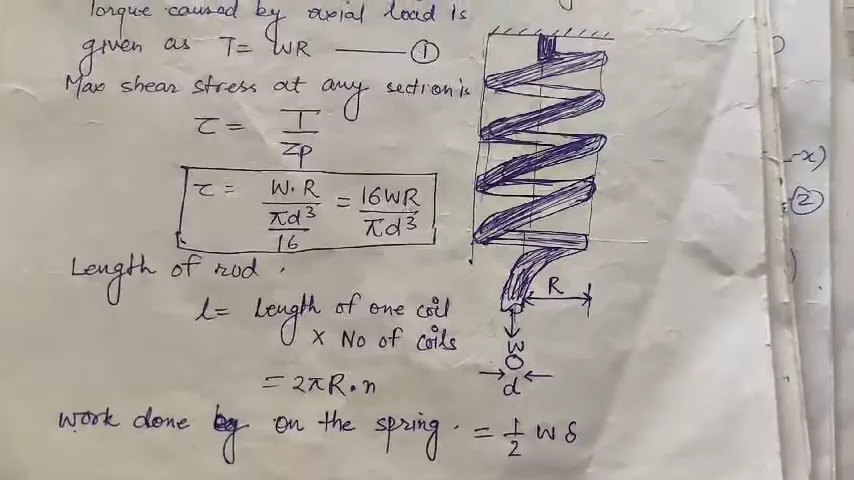 Torque caused by axial load is
given as T = WR ——— ①
Max shear stress at any section is
τ = T / Zp
τ = W·R / (πd³/16) = 16WR / πd³
Length of rod.
l = Length of one coil
× No of coils
= 2πR·n
work done on the spring. = 1/2 W δ
R
W
d
-x)
②
)